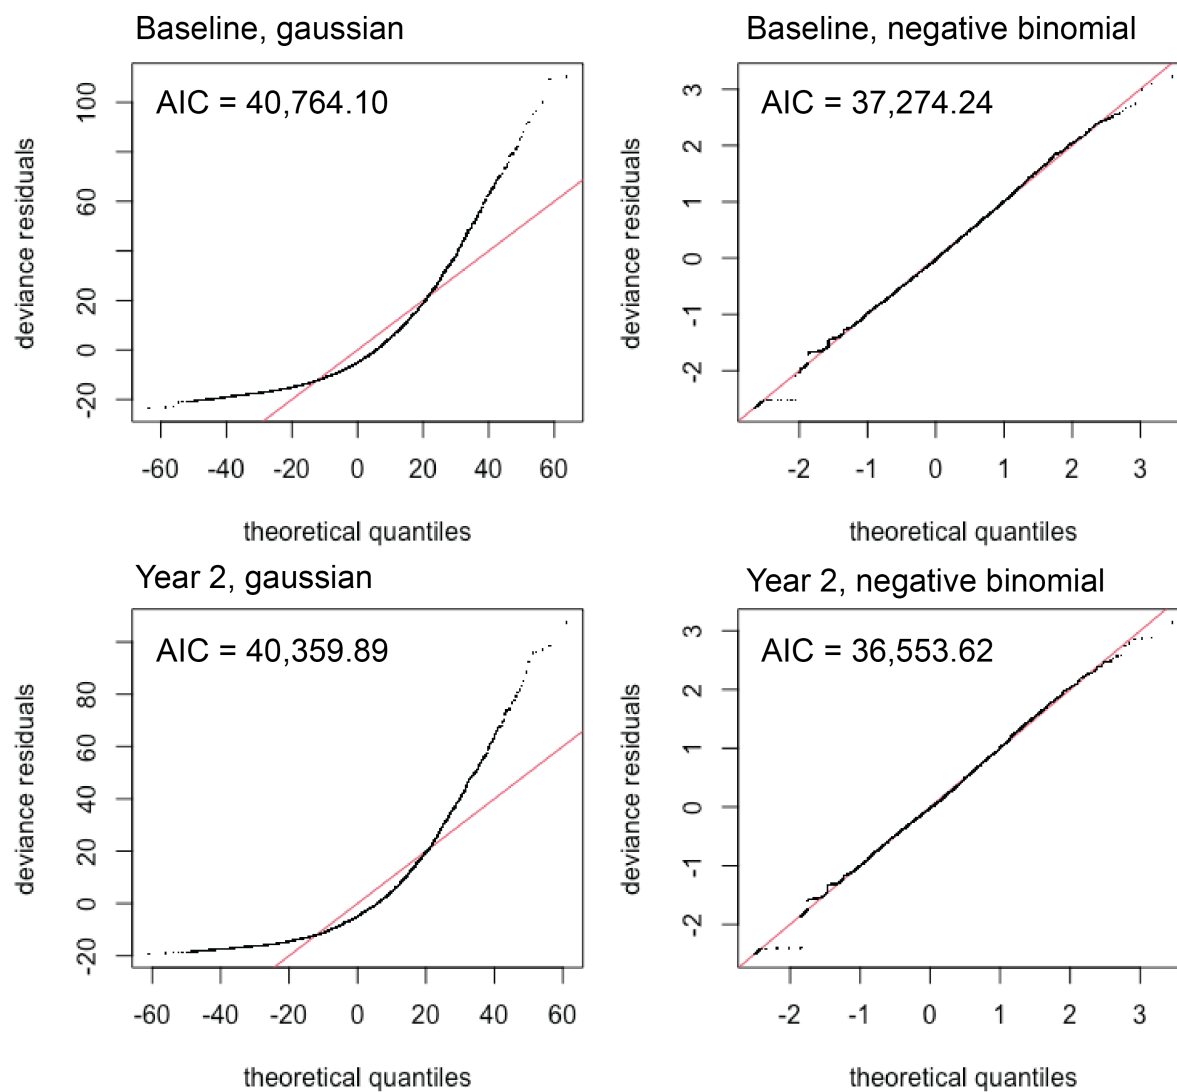 Baseline, gaussian
AIC = 40,764.10
deviance residuals
100
60
20
0
-20
-60 -40 -20 0 20 40 60
theoretical quantiles
Baseline, negative binomial
AIC = 37,274.24
deviance residuals
3
2
1
0
-1
-2
-2 -1 0 1 2 3
theoretical quantiles
Year 2, gaussian
AIC = 40,359.89
deviance residuals
80
60
40
20
0
-20
-60 -40 -20 0 20 40 60
theoretical quantiles
Year 2, negative binomial
AIC = 36,553.62
deviance residuals
3
2
1
0
-1
-2
-2 -1 0 1 2 3
theoretical quantiles